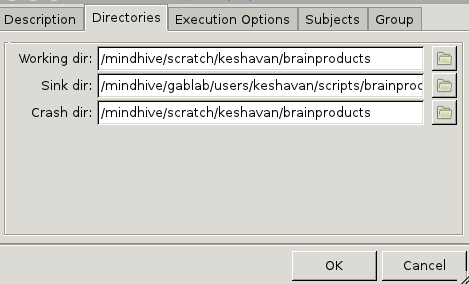 Description Directories Execution Options Subjects Group
Working dir: /mindhive/scratch/keshavan/brainproducts
Sink dir: /mindhive/gablab/users/keshavan/scripts/brainproc
Crash dir: /mindhive/scratch/keshavan/brainproducts
OK Cancel